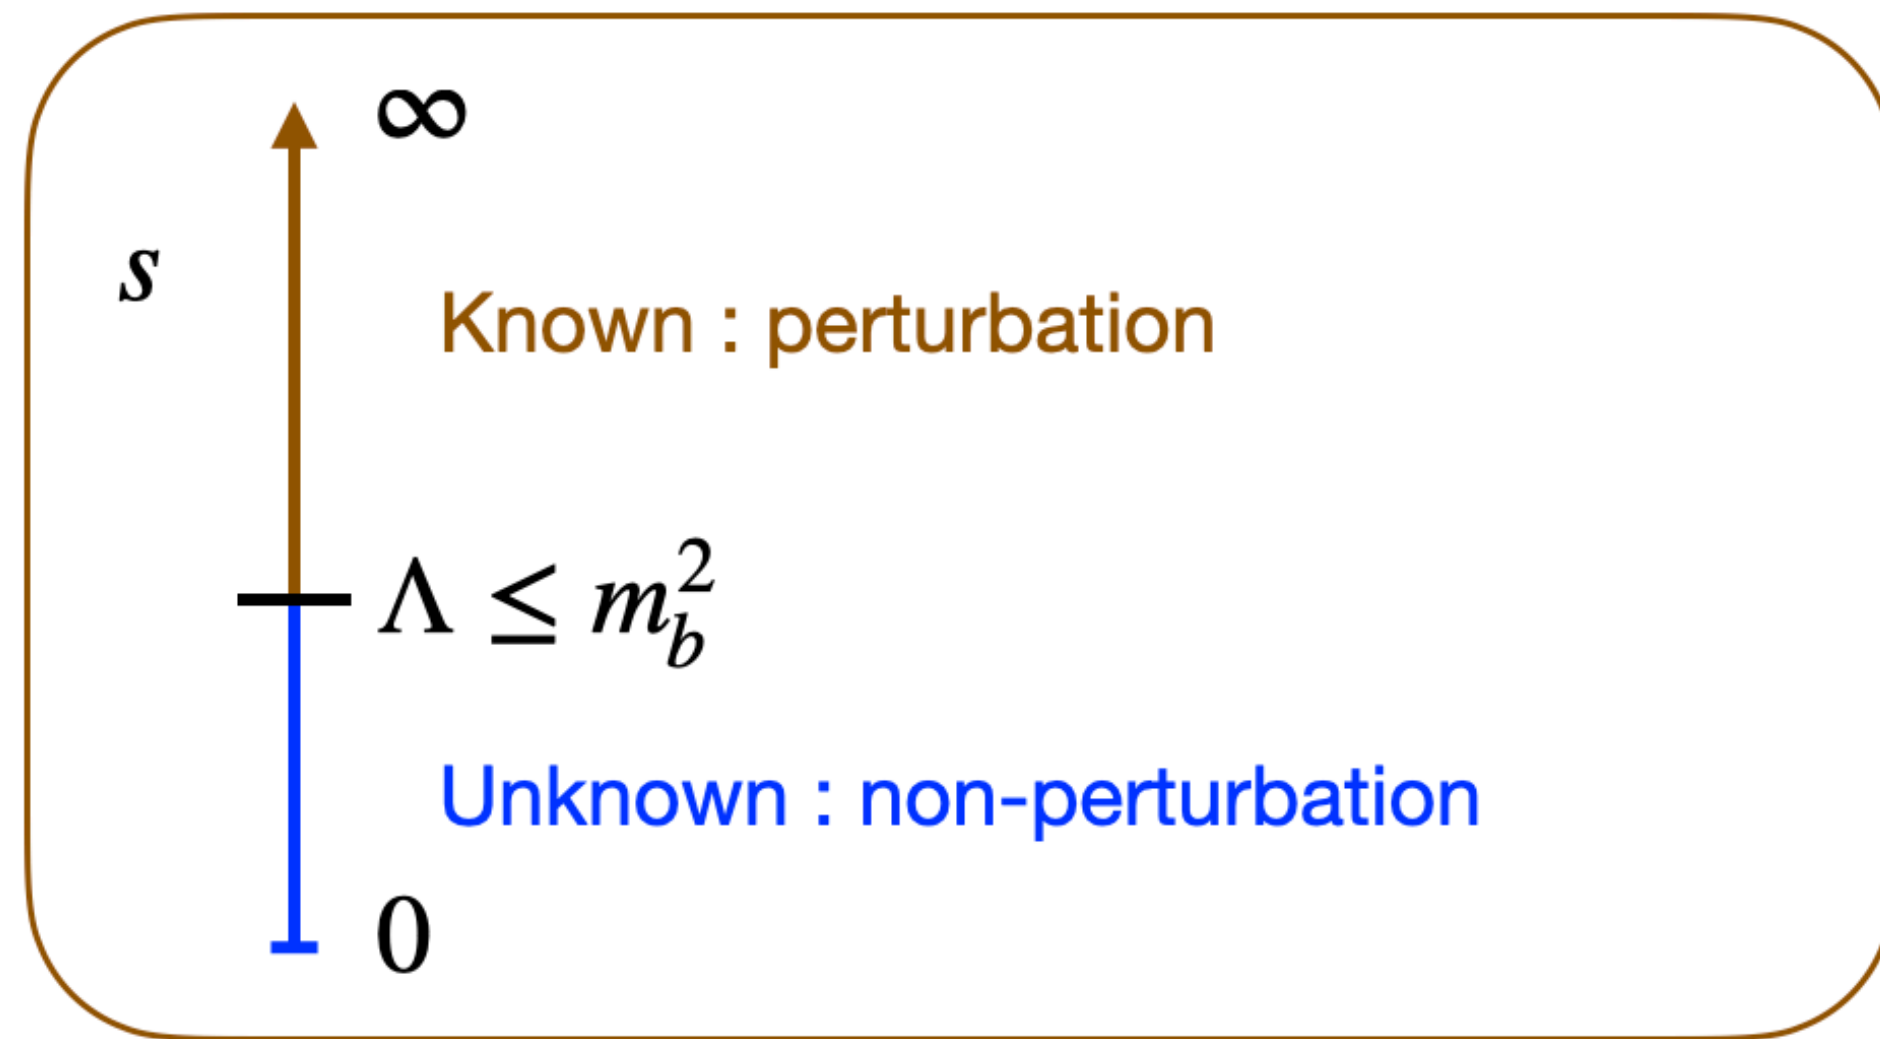 ∞
s
Known : perturbation
Λ ≤ m_b^2
Unknown : non-perturbation
0